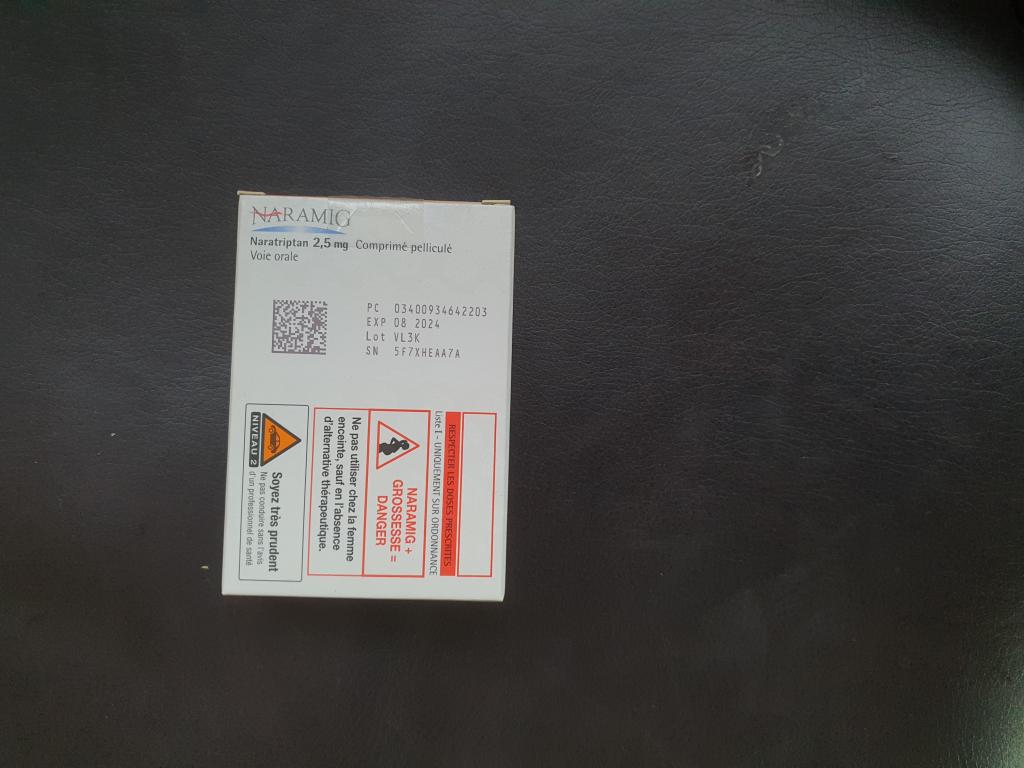 NARAMIG
Naratriptan 2,5 mg Comprimé pelliculé
Voie orale
PC 03400934642203
EXP 08 2024
Lot VL3K
SN 5F7XHEAA7A
RESPECTER LES DOSES PRESCRITES
Liste I - UNIQUEMENT SUR ORDONNANCE
NARAMIG +
GROSSESSE =
DANGER
Ne pas utiliser chez la femme
enceinte, sauf en l'absence
d'alternative thérapeutique.
NIVEAU 2
Soyez très prudent
Ne pas conduire sans l'avis
d'un professionnel de santé